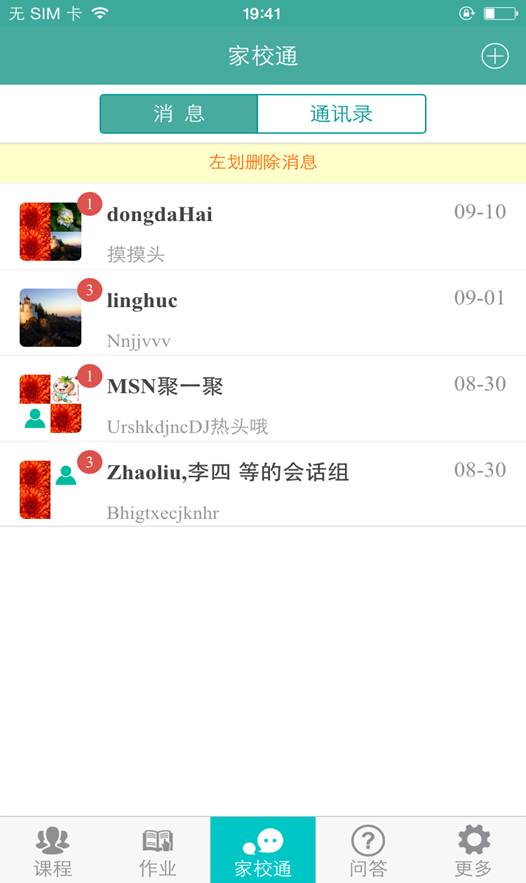 无 SIM 卡 19:41
家校通
消 息 通讯录
左划删除消息
1 dongdaHai 09-10
摸摸头
3 linghuc 09-01
Nnjjvvv
1 MSN聚一聚 08-30
UrshkdjncDJ热头哦
3 Zhaoliu,李四 等的会话组 08-30
Bhigtxecjknhr
课程 作业 家校通 问答 更多